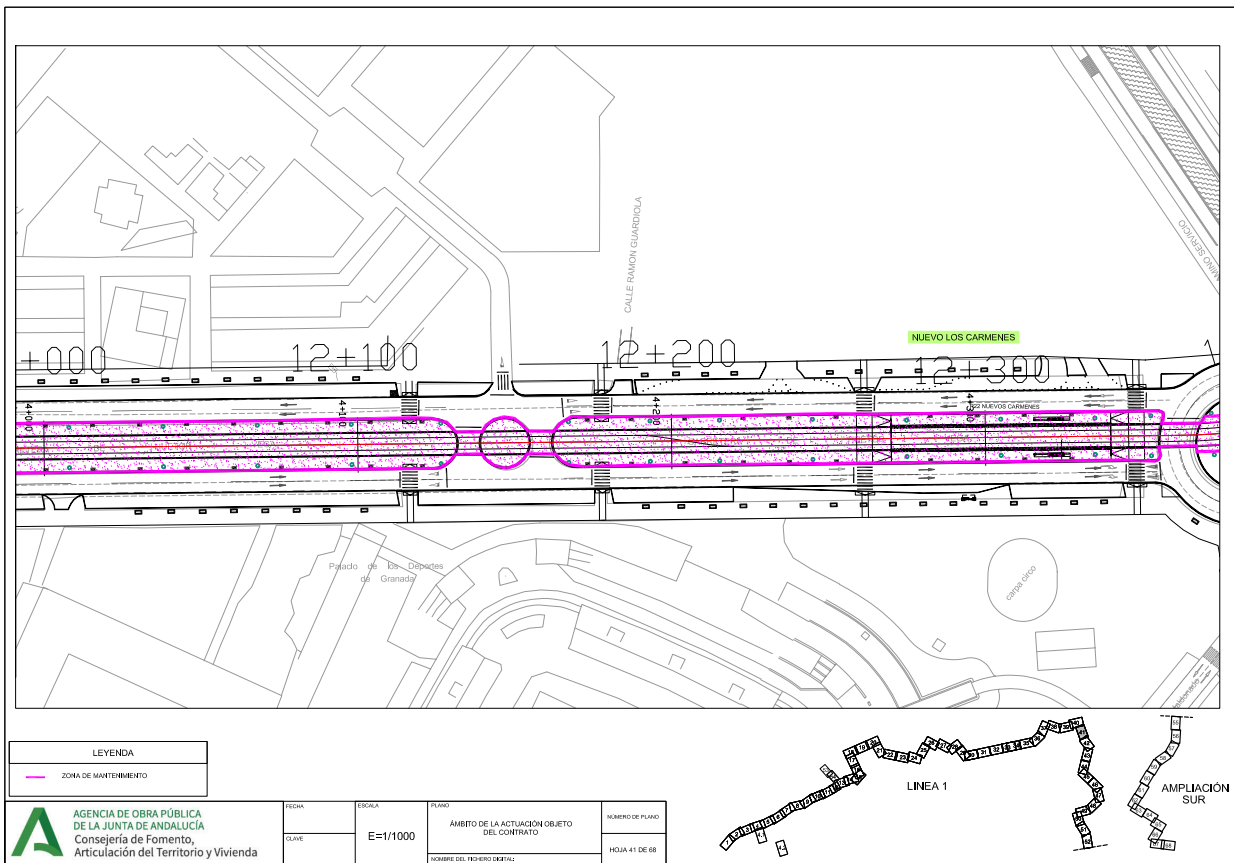 CALLE RAMON GUARDIOLA
AMINO SERVICIO
NUEVO LOS CARMENES
+000
12+100
12+200
12+300
1
4+000
4+100
4+200
4+300
22 NUEVOS CARMENES
Palacio de los Deportes
de Granada
carpa circo
LEYENDA
ZONA DE MANTENIMIENTO
LINEA 1
AMPLIACIÓN
SUR
AGENCIA DE OBRA PÚBLICA
DE LA JUNTA DE ANDALUCÍA
Consejería de Fomento,
Articulación del Territorio y Vivienda
FECHA
CLAVE
ESCALA
E=1/1000
PLANO
ÁMBITO DE LA ACTUACIÓN OBJETO
DEL CONTRATO
NOMBRE DEL FICHERO DIGITAL:
NÚMERO DE PLANO
HOJA 41 DE 68